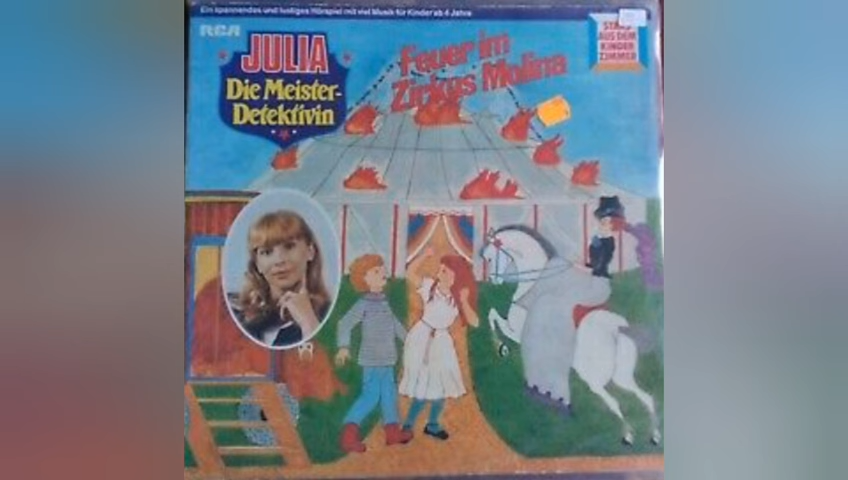 Ein spannendes und lustiges Hörspiel mit viel Musik für Kinder ab 4 Jahre
RCA
JULIA
Die Meister-
Detektivin
Feuer im
Zirkus Molina
STARS
AUS DEM
KINDER
ZIMMER